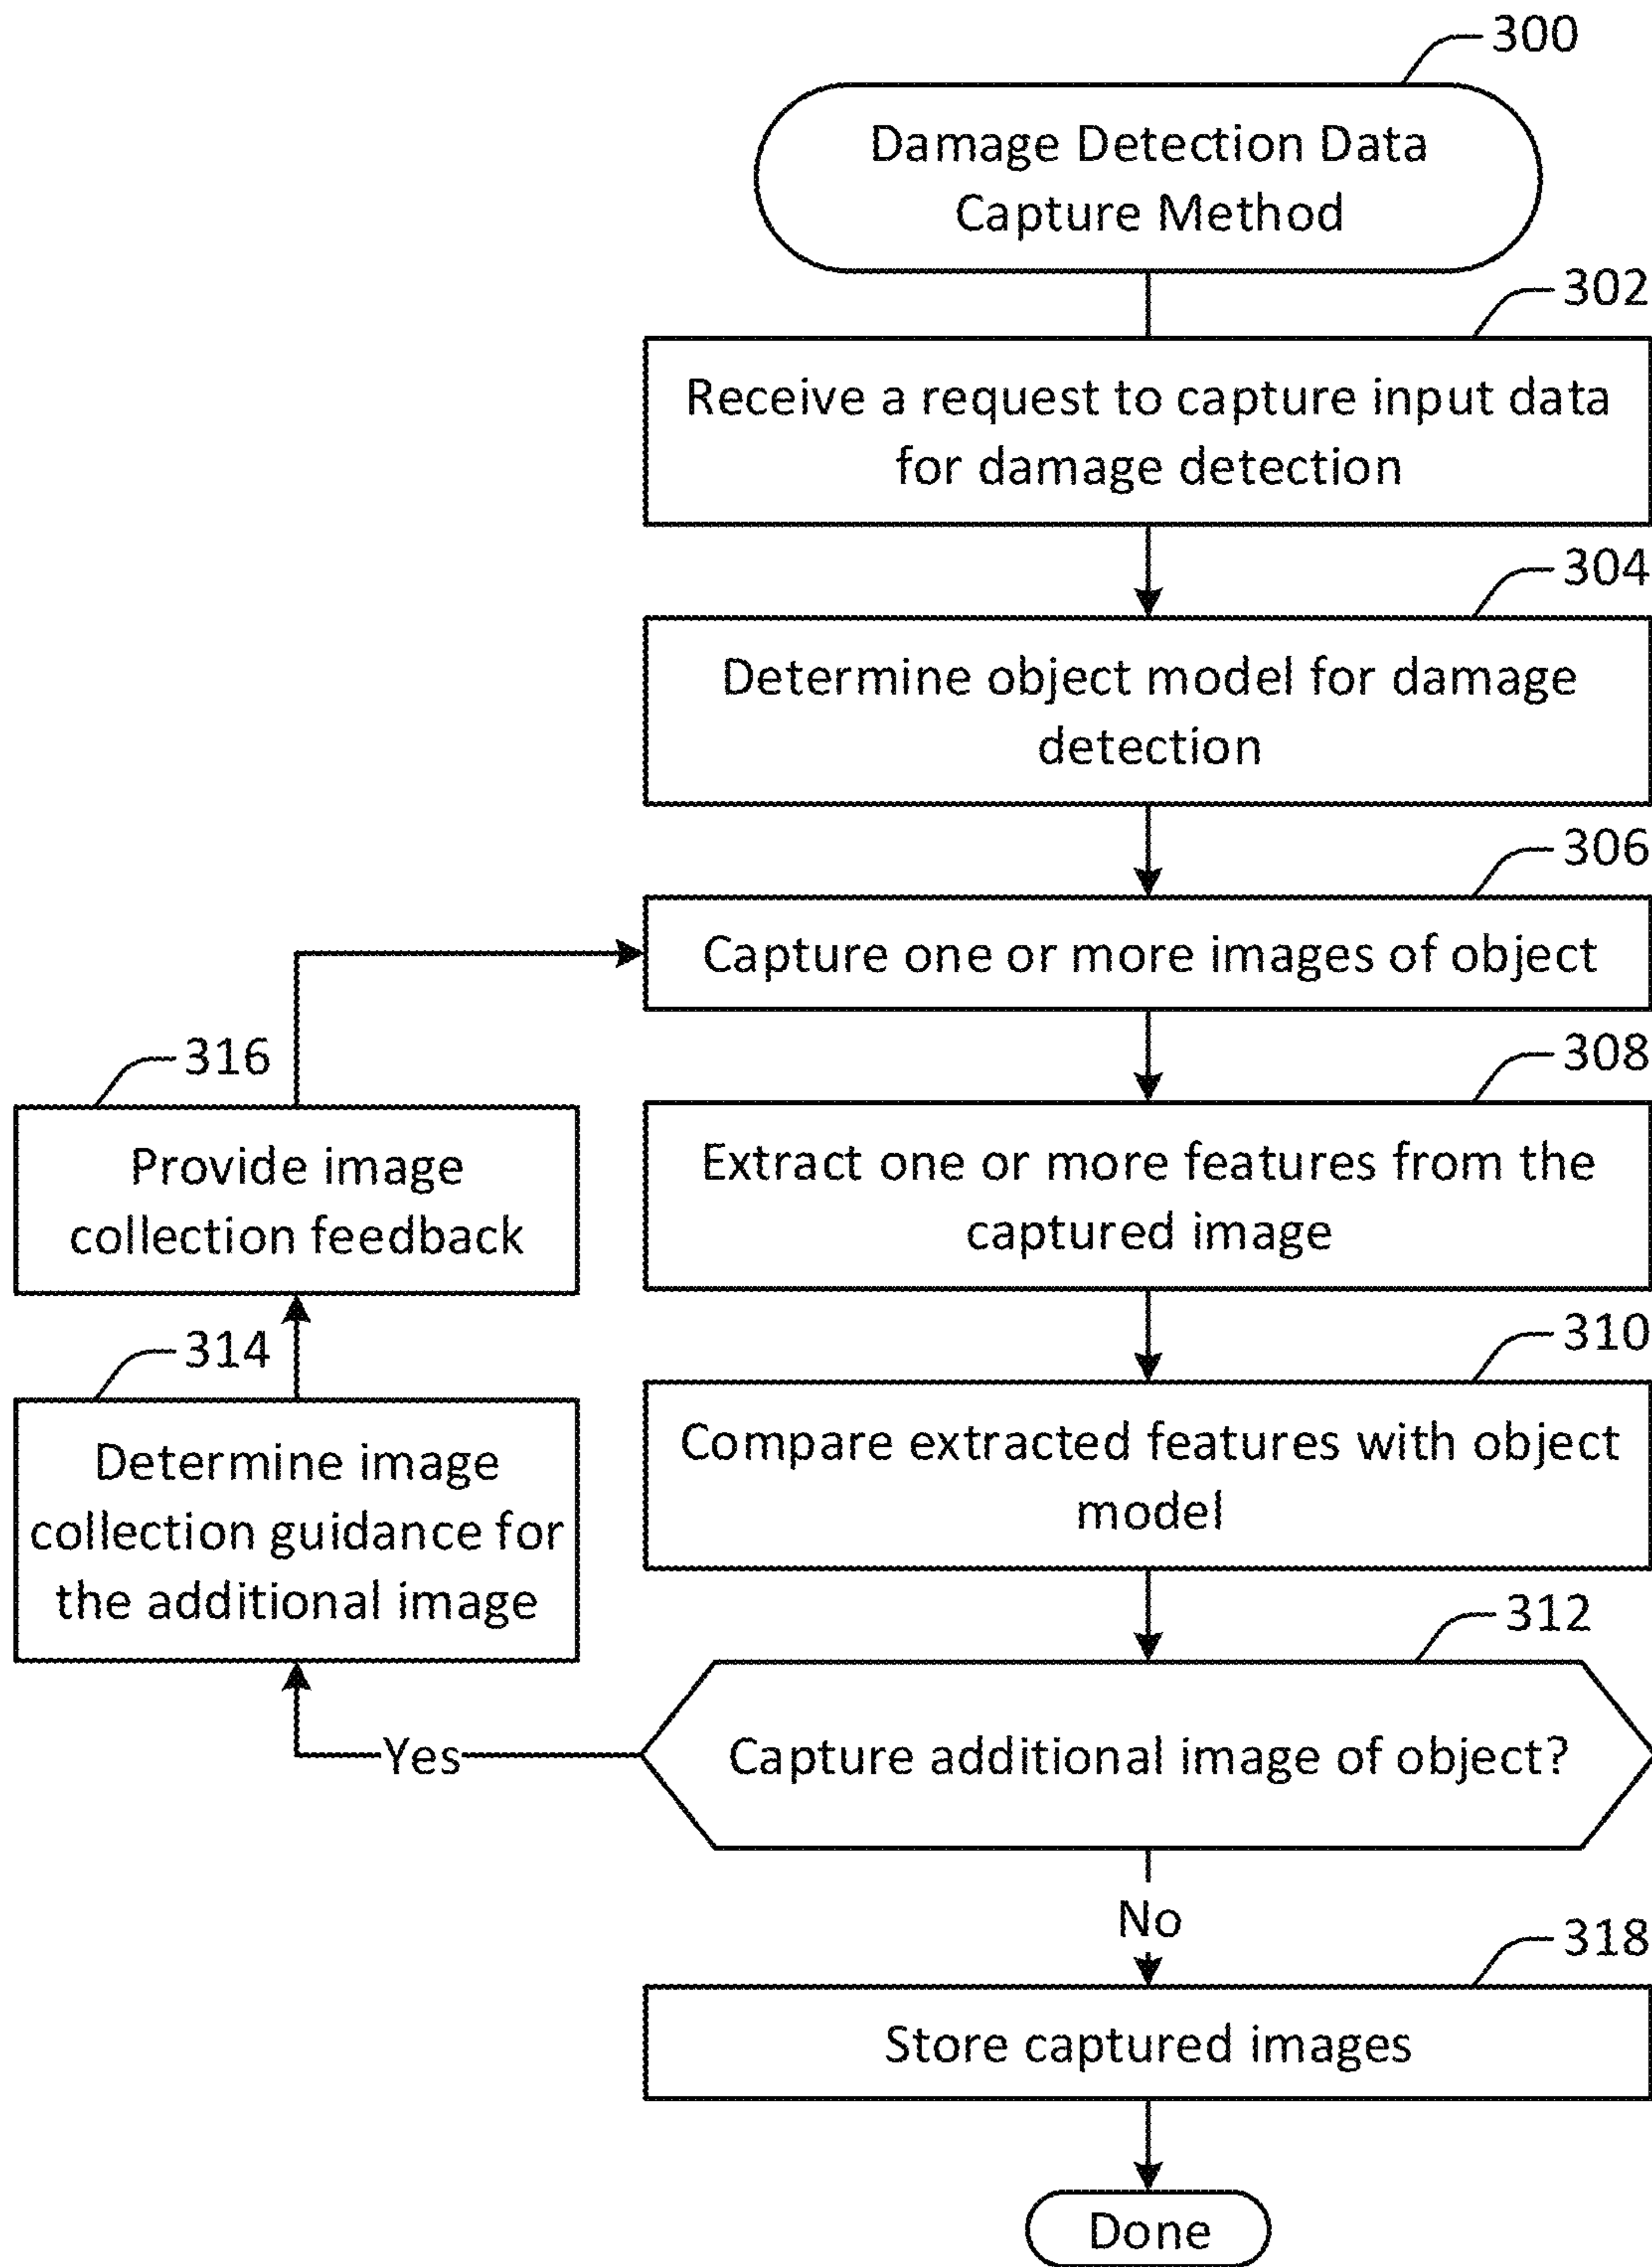 300
Damage Detection Data
Capture Method
302
Receive a request to capture input data
for damage detection
304
Determine object model for damage
detection
306
Capture one or more images of object
308
Extract one or more features from the
captured image
310
Compare extracted features with object
model
312
Capture additional image of object?
Yes
314
Determine image
collection guidance for
the additional image
316
Provide image
collection feedback
No
318
Store captured images
Done